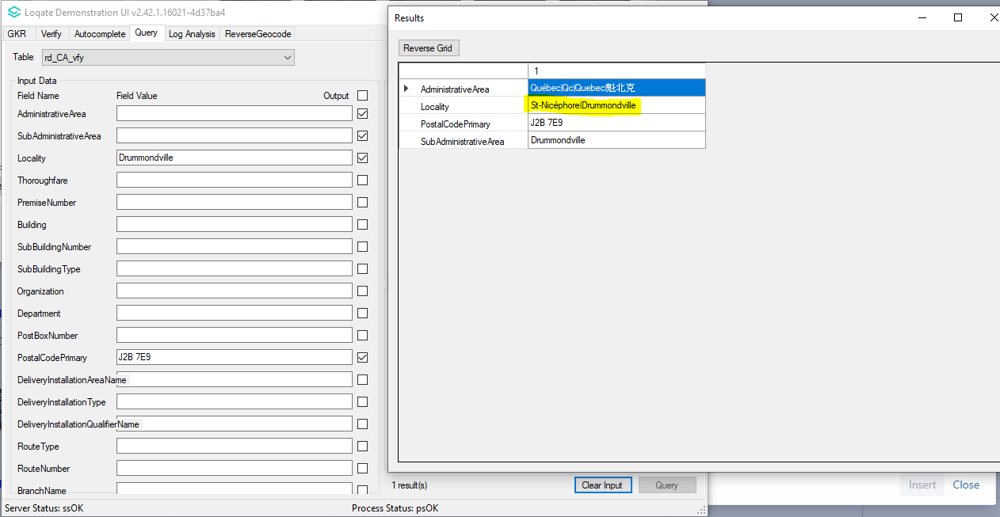 Loqate Demonstration UI v2.42.1.16021-4d37ba4
GKR Verify Autocomplete Query Log Analysis ReverseGeocode
Table rd_CA_vfy
Input Data
Field Name Field Value Output
AdministrativeArea
SubAdministrativeArea
Locality Drummondville
Thoroughfare
PremiseNumber
Building
SubBuildingNumber
SubBuildingType
Organization
Department
PostBoxNumber
PostalCodePrimary J2B 7E9
DeliveryInstallationAreaName
DeliveryInstallationType
DeliveryInstallationQualifierName
RouteType
RouteNumber
BranchName
Server Status: ssOK Process Status: psOK
Results
Reverse Grid
1
AdministrativeArea Québec|Qc|Quebec|魁北克
Locality St-Nicéphore|Drummondville
PostalCodePrimary J2B 7E9
SubAdministrativeArea Drummondville
1 result(s) Clear Input Query
Insert Close